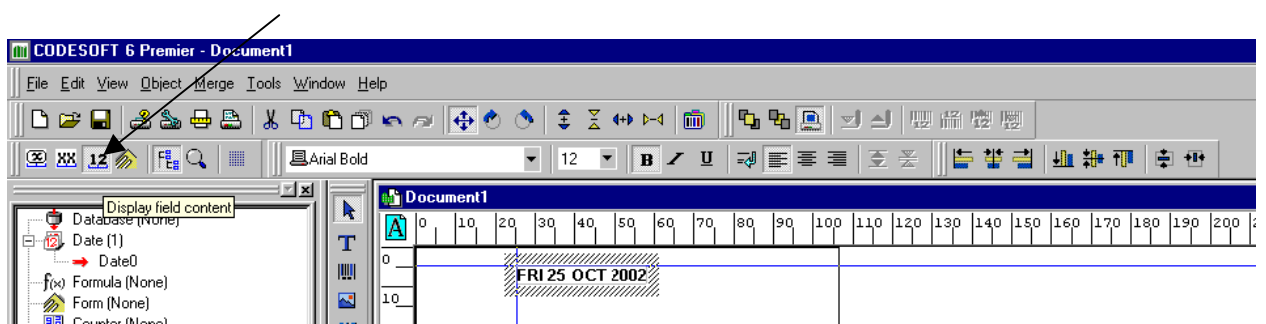 CODESOFT 6 Premier - Document1
File Edit View Object Merge Tools Window Help
XX 12 Arial Bold 12 B I U
Display field content
Database (None)
Date (1)
Date0
Formula (None)
Form (None)
Counter (None)
T
Document1
A 0 10 20 30 40 50 60 70 80 90 100 110 120 130 140 150 160 170 180 190 200
0
FRI 25 OCT 2002
10